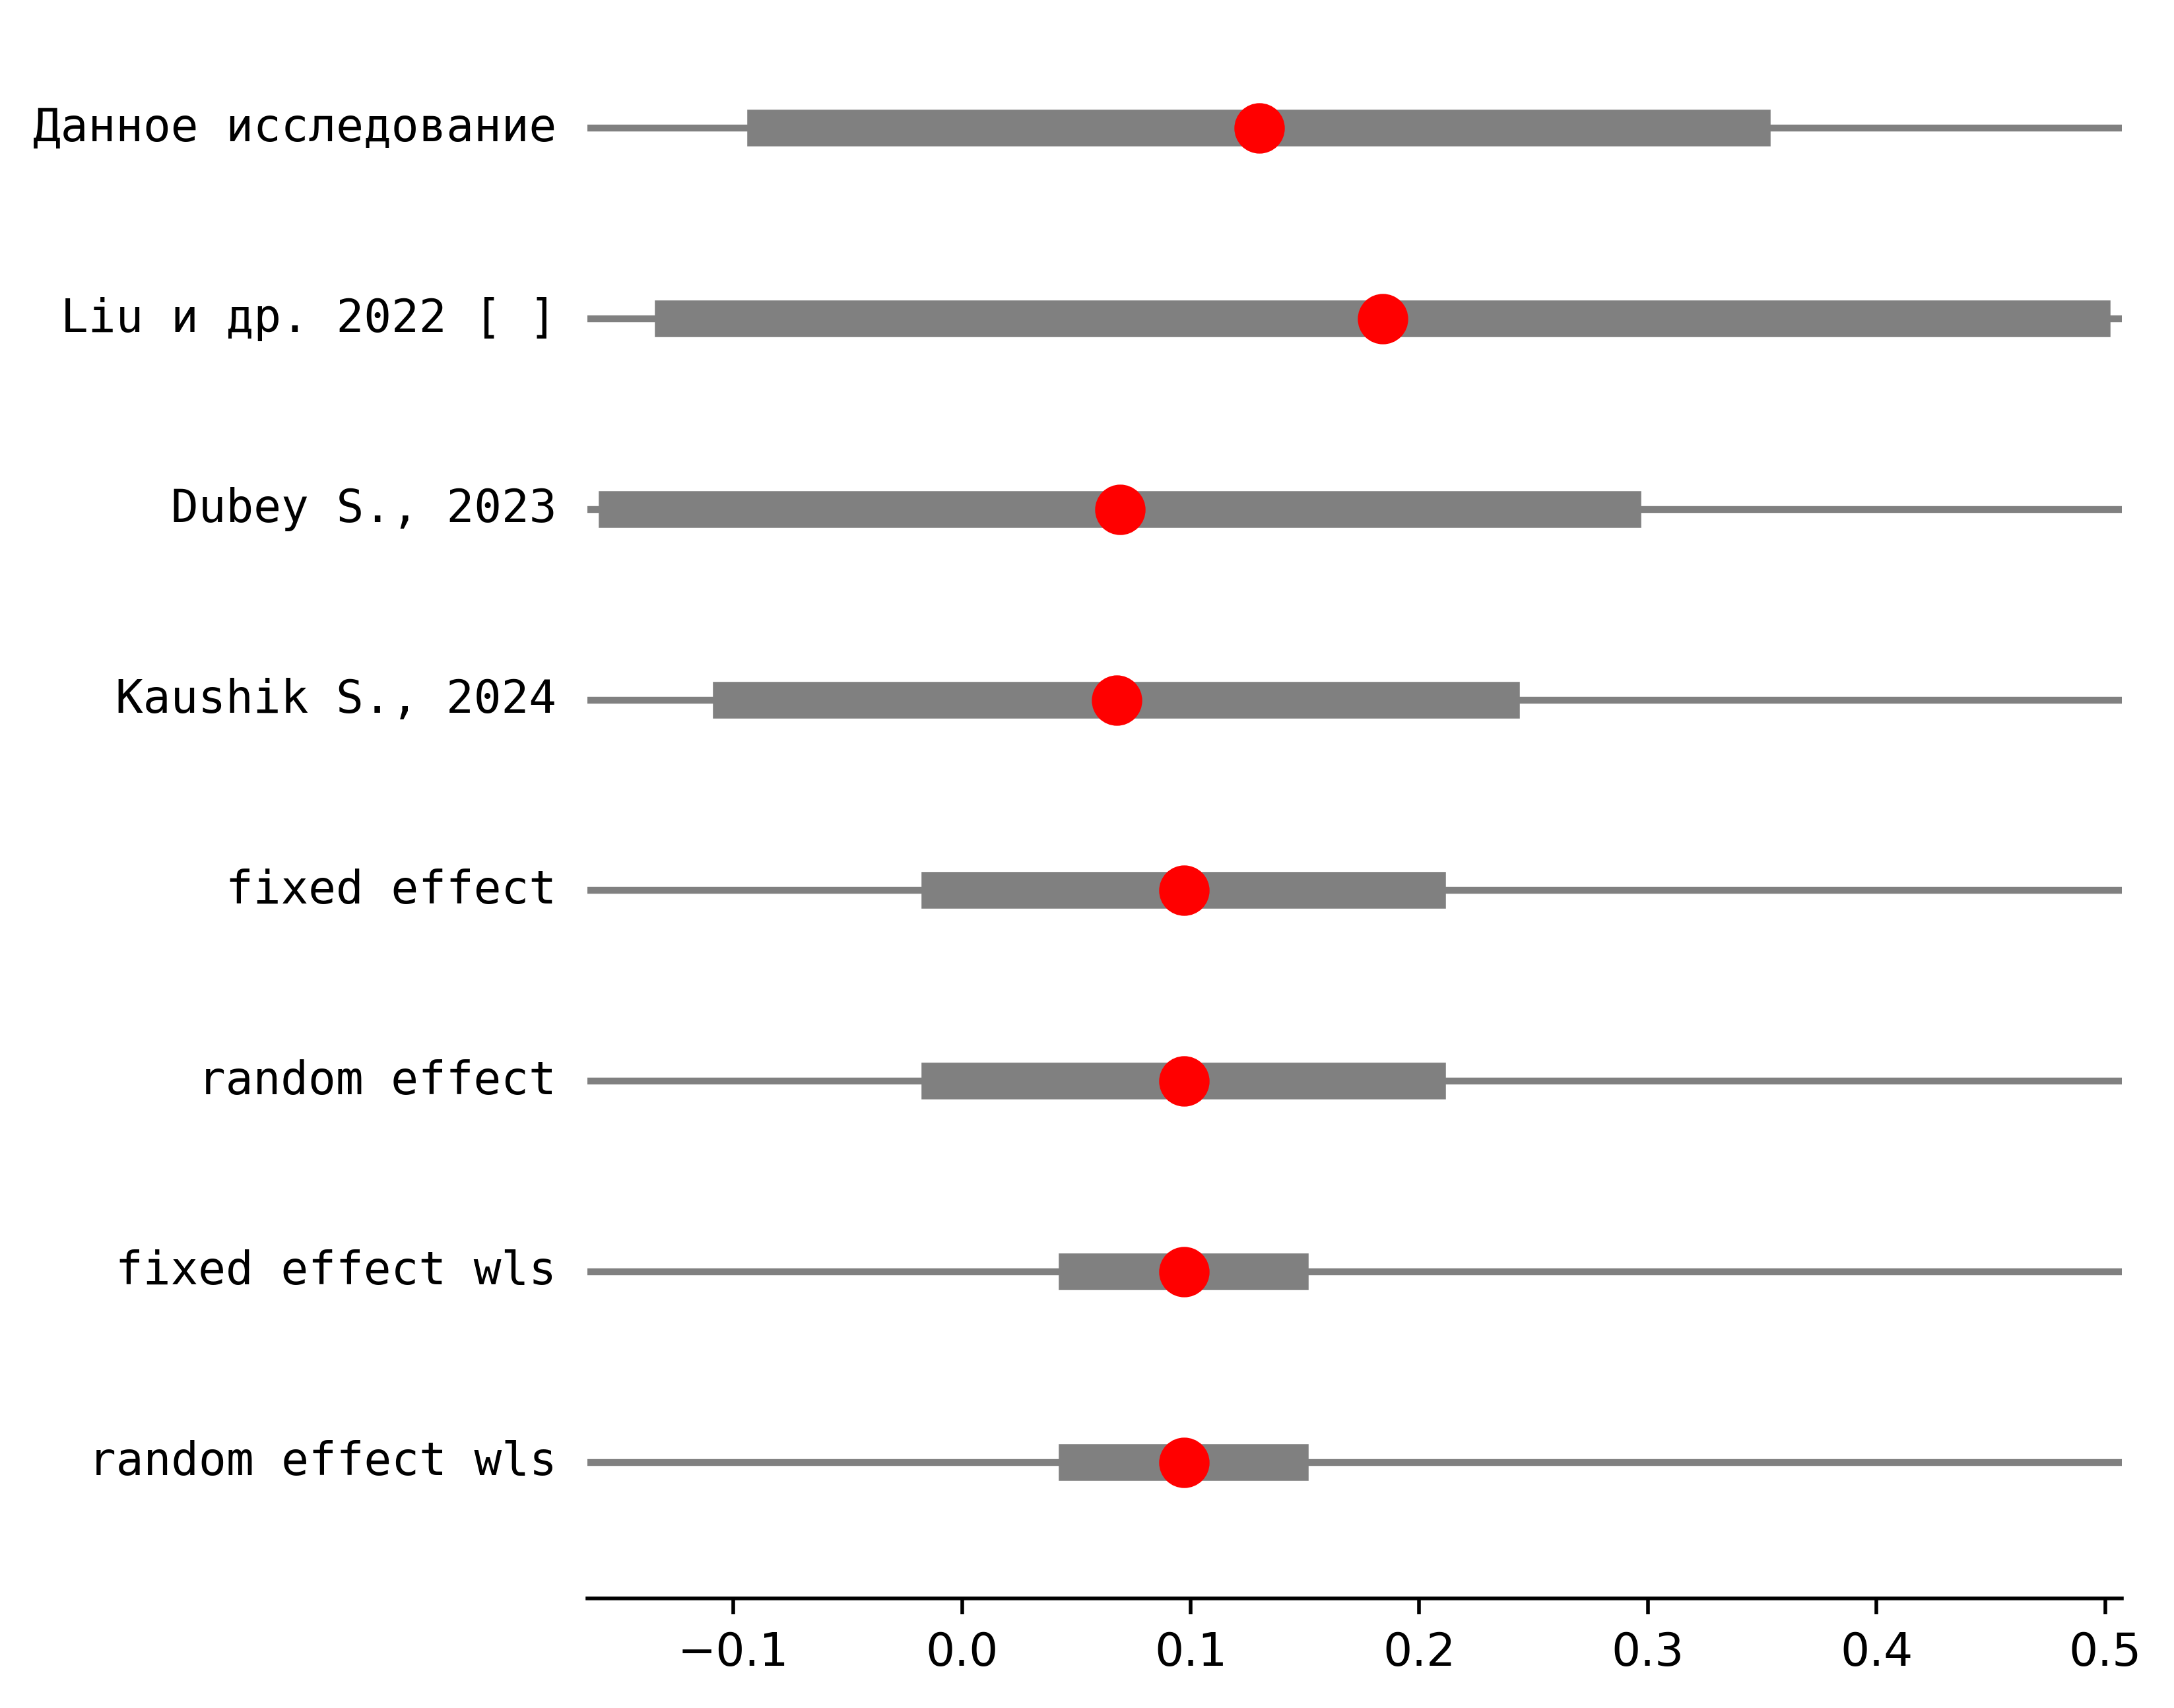 Данное исследование
Liu и др. 2022 [ ]
Dubey S., 2023
Kaushik S., 2024
fixed effect
random effect
fixed effect wls
random effect wls
−0.1 0.0 0.1 0.2 0.3 0.4 0.5